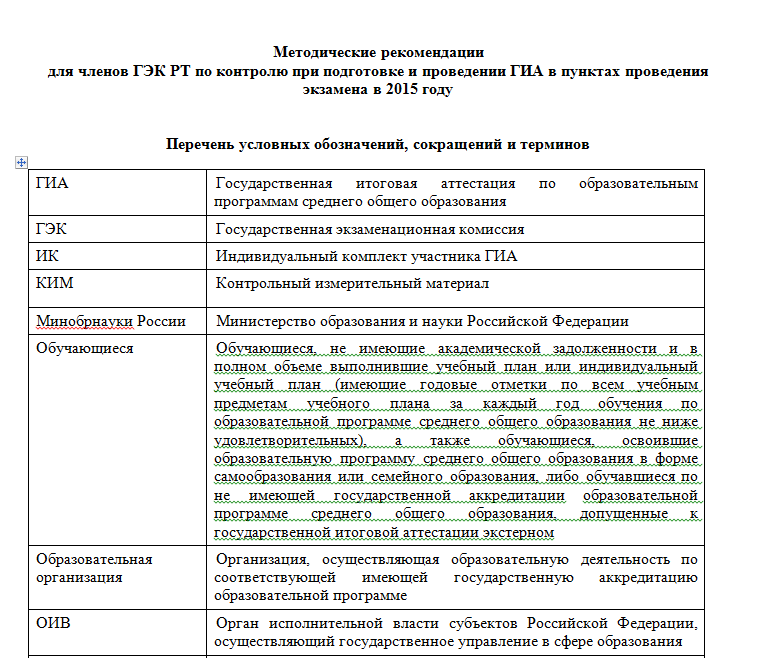 Методические рекомендации
для членов ГЭК РТ по контролю при подготовке и проведении ГИА в пунктах проведения
экзамена в 2015 году
Перечень условных обозначений, сокращений и терминов
ГИА
Государственная итоговая аттестация по образовательным
программам среднего общего образования
ГЭК
Государственная экзаменационная комиссия
ИК
Индивидуальный комплект участника ГИА
КИМ
Контрольный измерительный материал
Минобрнауки России
Министерство образования и науки Российской Федерации
Обучающиеся
Обучающиеся, не имеющие академической задолженности и в
полном объеме выполнившие учебный план или индивидуальный
учебный план (имеющие годовые отметки по всем учебным
предметам учебного плана за каждый год обучения по
образовательной программе среднего общего образования не ниже
удовлетворительных), а также обучающиеся, освоившие
образовательную программу среднего общего образования в форме
самообразования или семейного образования, либо обучавшиеся по
не имеющей государственной аккредитации образовательной
программе среднего общего образования, допущенные к
государственной итоговой аттестации экстерном
Образовательная
организация
Организация, осуществляющая образовательную деятельность по
соответствующей имеющей государственную аккредитацию
образовательной программе
ОИВ
Орган исполнительной власти субъектов Российской Федерации,
осуществляющий государственное управление в сфере образования